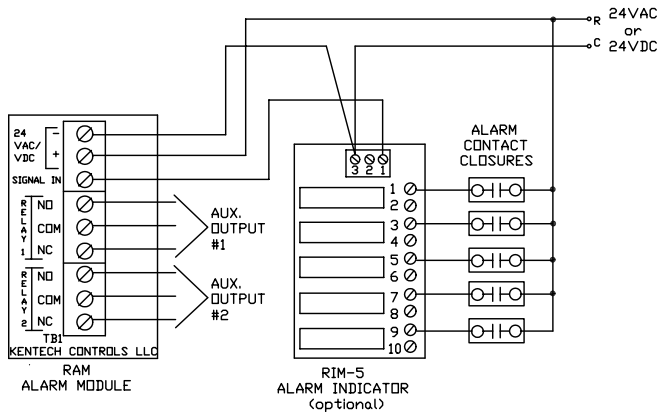 R 24VAC
or
C 24VDC
24
VAC/
VDC
-
+
SIGNAL IN
RELAY 1
NO
COM
NC
RELAY 2
NO
COM
NC
TB1
KENTECH CONTROLS LLC
RAM
ALARM MODULE
AUX.
OUTPUT
#1
AUX.
OUTPUT
#2
3 2 1
1
2
3
4
5
6
7
8
9
10
RIM-5
ALARM INDICATOR
(optional)
ALARM
CONTACT
CLOSURES